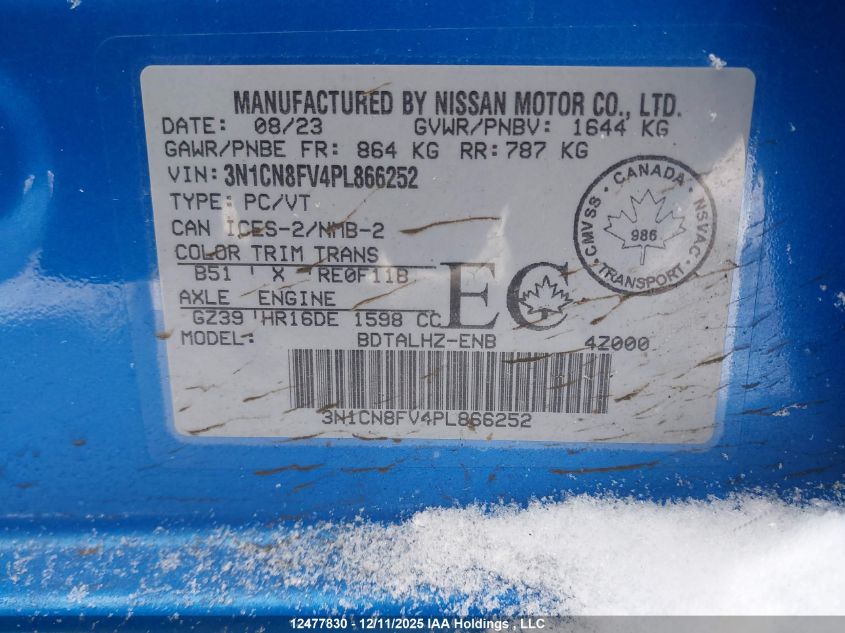 MANUFACTURED BY NISSAN MOTOR CO., LTD.
DATE: 08/23 GVWR/PNBV: 1644 KG
GAWR/PNBE FR: 864 KG RR: 787 KG
VIN: 3N1CN8FV4PL866252
TYPE: PC/VT
CAN ICES-2/NMB-2
COLOR TRIM TRANS
B51 X RE0F11B
AXLE ENGINE
GZ39 HR16DE 1598 CC
EC
MODEL: BDTALHZ-ENB 4Z000
3N1CN8FV4PL866252
CANADA
CMVSS
NSVAC
986
TRANSPORT
12477830 - 12/11/2025 IAA Holdings , LLC